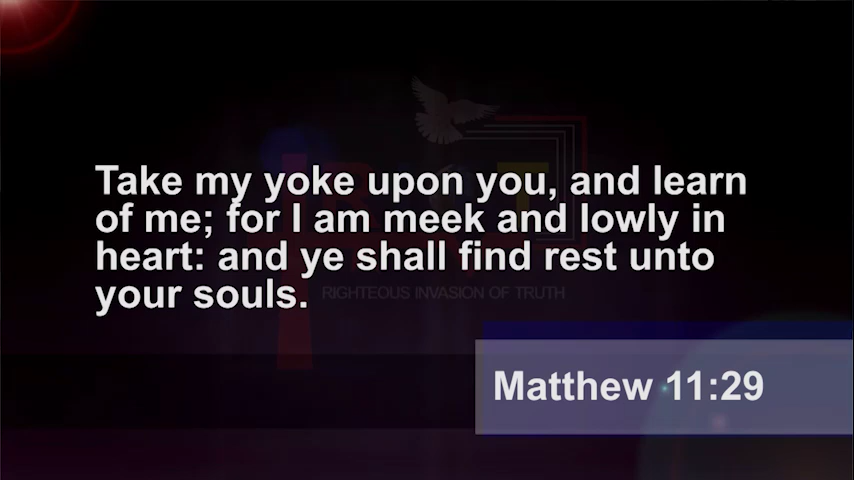 Take my yoke upon you, and learn
of me; for I am meek and lowly in
heart: and ye shall find rest unto
your souls.
RIGHTEOUS INVASION OF TRUTH
Matthew 11:29